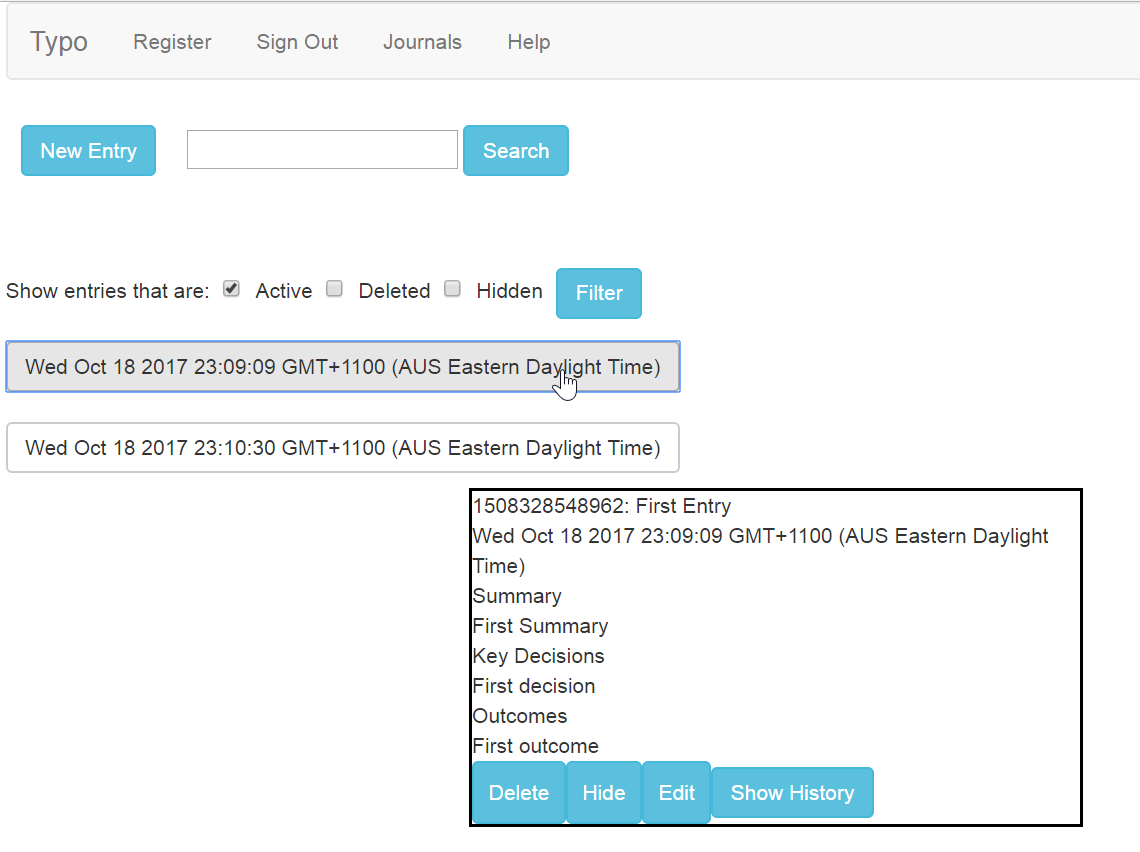 Typo Register Sign Out Journals Help
New Entry Search
Show entries that are: Active Deleted Hidden Filter
Wed Oct 18 2017 23:09:09 GMT+1100 (AUS Eastern Daylight Time)
Wed Oct 18 2017 23:10:30 GMT+1100 (AUS Eastern Daylight Time)
1508328548962: First Entry
Wed Oct 18 2017 23:09:09 GMT+1100 (AUS Eastern Daylight
Time)
Summary
First Summary
Key Decisions
First decision
Outcomes
First outcome
Delete Hide Edit Show History